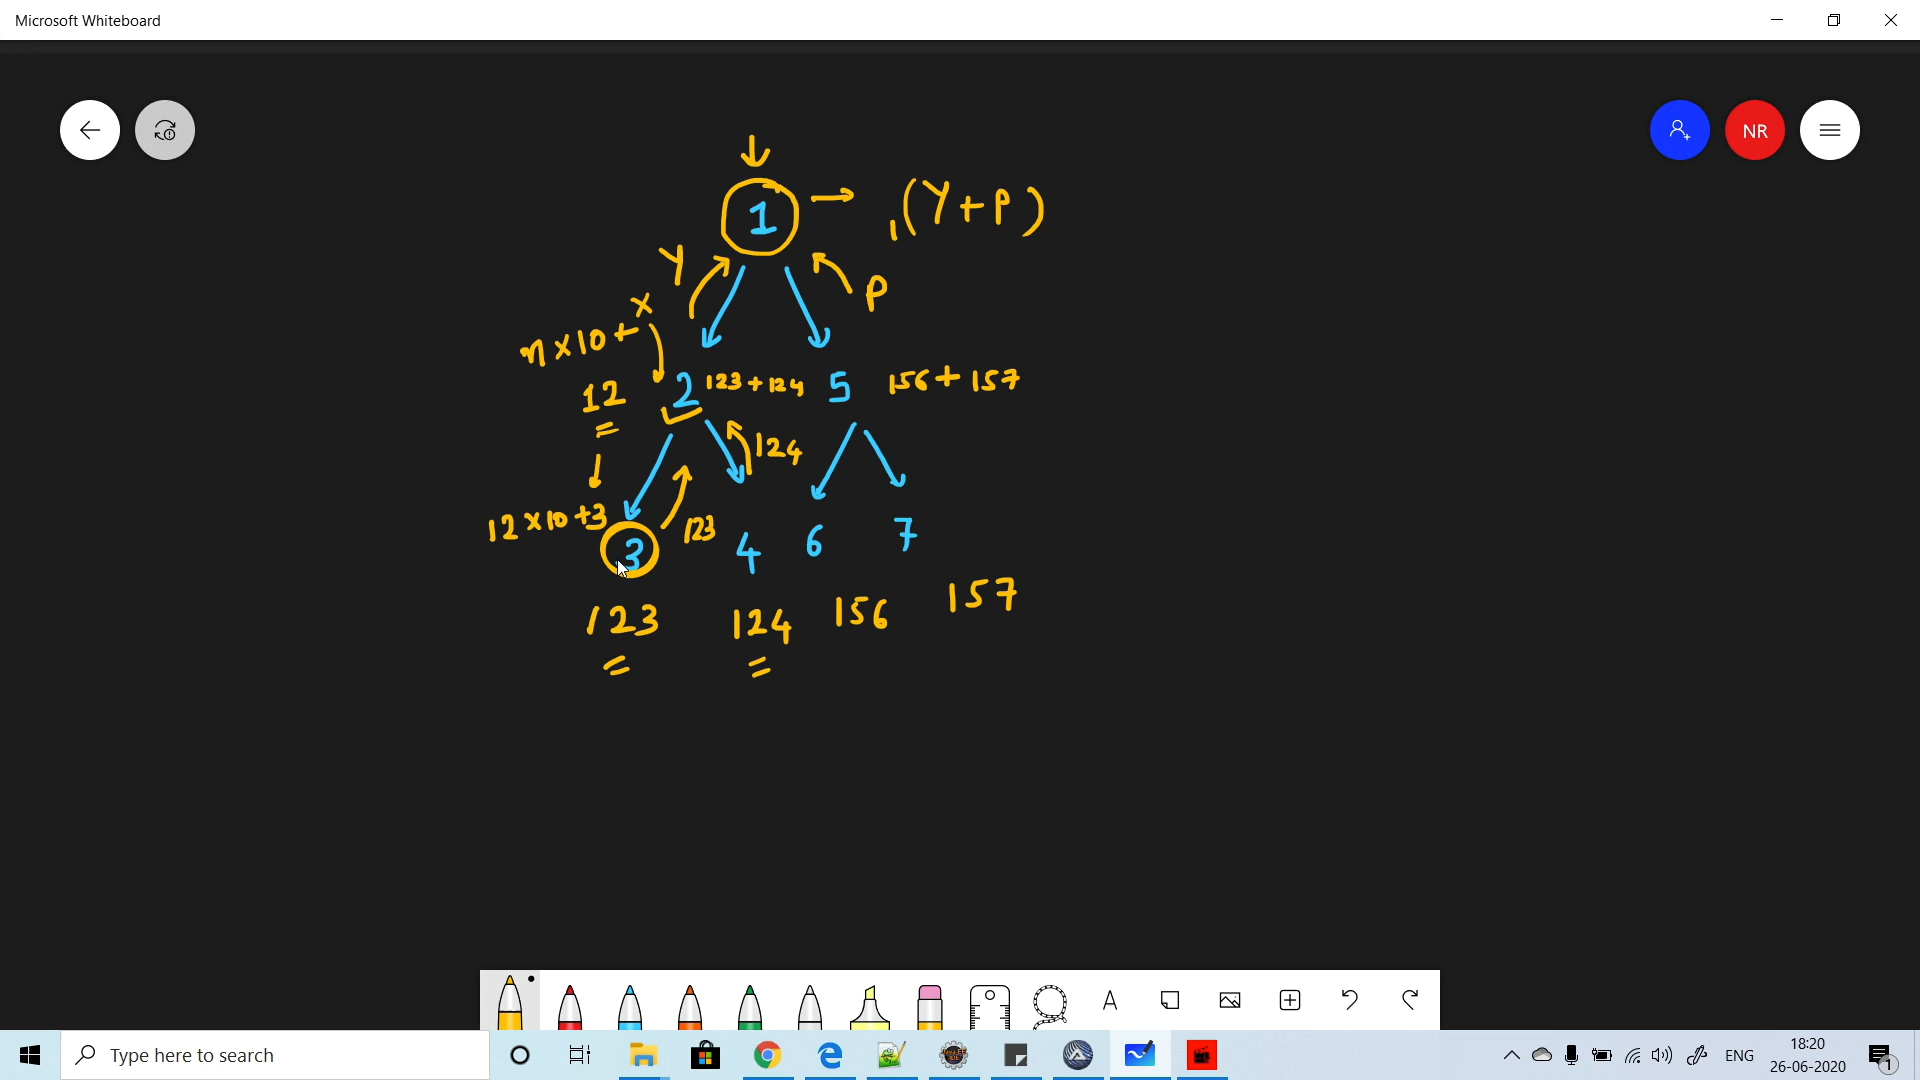 Microsoft Whiteboard
NR
1
(Y+P)
Y
P
x
n×10+
12
2
123+124
5
156+157
=
124
12×10+3
123
3
4
6
7
123
124
156
157
=
=
A
Type here to search
ENG
18:20
26-06-2020
1